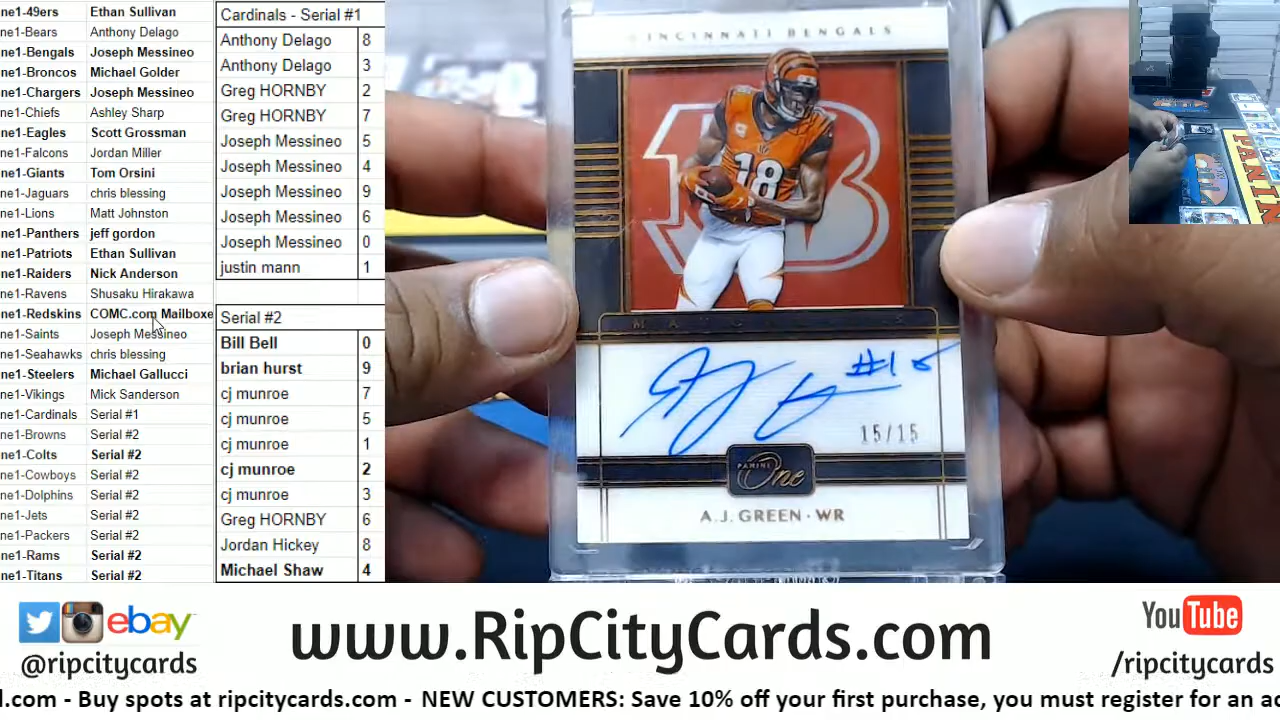 ne1-49ers Ethan Sullivan
ne1-Bears Anthony Delago
ne1-Bengals Joseph Messineo
ne1-Broncos Michael Golder
ne1-Chargers Joseph Messineo
ne1-Chiefs Ashley Sharp
ne1-Eagles Scott Grossman
ne1-Falcons Jordan Miller
ne1-Giants Tom Orsini
ne1-Jaguars chris blessing
ne1-Lions Matt Johnston
ne1-Panthers jeff gordon
ne1-Patriots Ethan Sullivan
ne1-Raiders Nick Anderson
ne1-Ravens Shusaku Hirakawa
ne1-Redskins COMC.com Mailboxe
ne1-Saints Joseph Messineo
ne1-Seahawks chris blessing
ne1-Steelers Michael Gallucci
ne1-Vikings Mick Sanderson
ne1-Cardinals Serial #1
ne1-Browns Serial #2
ne1-Colts Serial #2
ne1-Cowboys Serial #2
ne1-Dolphins Serial #2
ne1-Jets Serial #2
ne1-Packers Serial #2
ne1-Rams Serial #2
ne1-Titans Serial #2
Cardinals - Serial #1
Anthony Delago 8
Anthony Delago 3
Greg HORNBY 2
Greg HORNBY 7
Joseph Messineo 5
Joseph Messineo 4
Joseph Messineo 9
Joseph Messineo 6
Joseph Messineo 0
justin mann 1
Serial #2
Bill Bell 0
brian hurst 9
cj munroe 7
cj munroe 5
cj munroe 1
cj munroe 2
cj munroe 3
Greg HORNBY 6
Jordan Hickey 8
Michael Shaw 4
CINCINNATI BENGALS
18
#18
15/15
PANINI
One
A.J. GREEN · WR
PANINI
ebay
@ripcitycards
www.RipCityCards.com
YouTube
/ripcitycards
l.com - Buy spots at ripcitycards.com - NEW CUSTOMERS: Save 10% off your first purchase, you must register for an ac